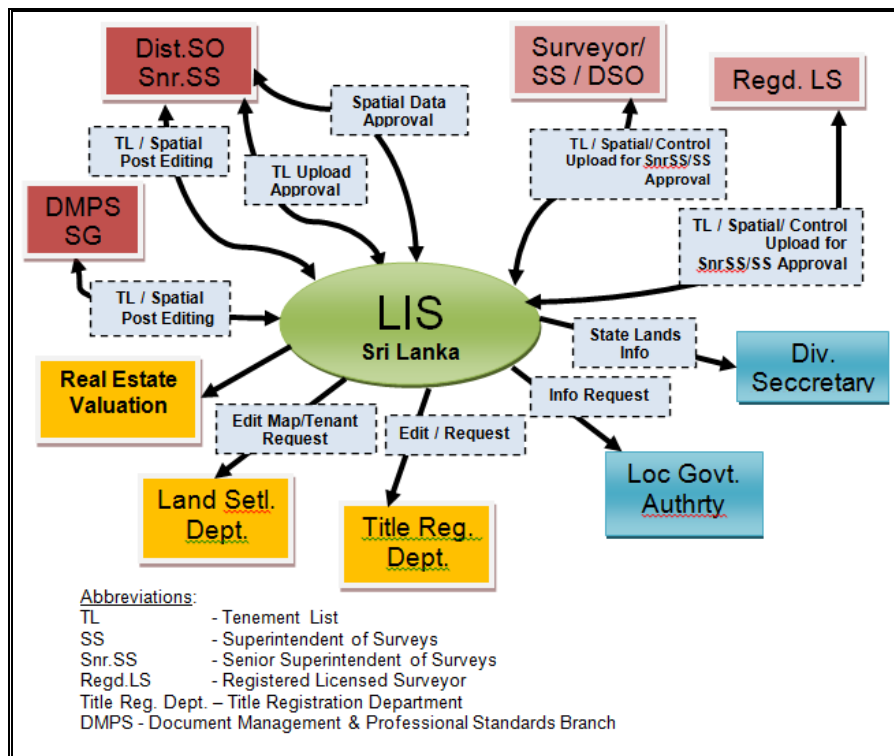 Dist.SO
Snr.SS
Surveyor/
SS / DSO
Regd. LS
Spatial Data
Approval
TL / Spatial
Post Editing
TL Upload
Approval
TL / Spatial/ Control
Upload for SnrSS/SS
Approval
DMPS
SG
TL / Spatial/ Control
Upload for
SnrSS/SS Approval
TL / Spatial
Post Editing
LIS
Sri Lanka
State Lands
Info
Div.
Seccretary
Real Estate
Valuation
Info Request
Edit Map/Tenant
Request
Edit / Request
Loc Govt.
Authrty
Land Setl.
Dept.
Title Reg.
Dept.
Abbreviations:
TL - Tenement List
SS - Superintendent of Surveys
Snr.SS - Senior Superintendent of Surveys
Regd.LS - Registered Licensed Surveyor
Title Reg. Dept. – Title Registration Department
DMPS - Document Management & Professional Standards Branch